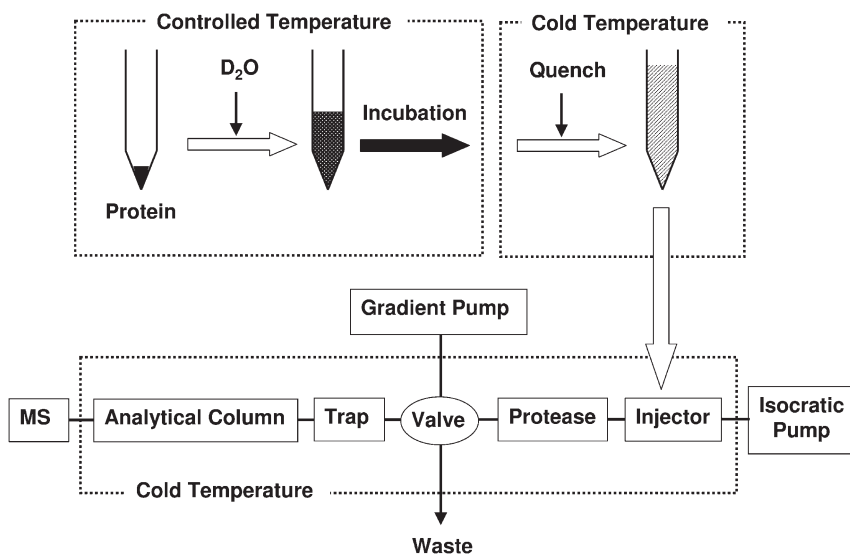 Controlled Temperature
Cold Temperature
D₂O
Quench
Incubation
Protein
Gradient Pump
MS
Analytical Column
Trap
Valve
Protease
Injector
Isocratic
Pump
Cold Temperature
Waste